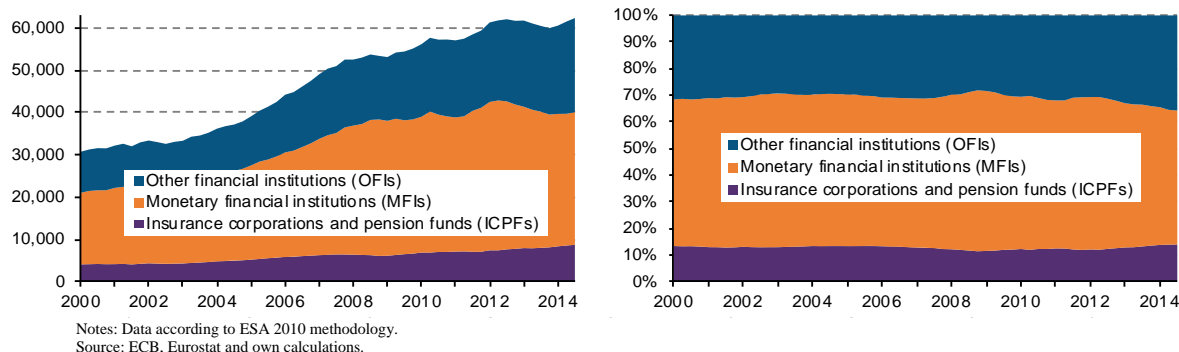 60,000
50,000
40,000
30,000
20,000
10,000
0
Other financial institutions (OFIs)
Monetary financial institutions (MFIs)
Insurance corporations and pension funds (ICPFs)
2000 2002 2004 2006 2008 2010 2012 2014
100%
90%
80%
70%
60%
50%
40%
30%
20%
10%
0%
Other financial institutions (OFIs)
Monetary financial institutions (MFIs)
Insurance corporations and pension funds (ICPFs)
2000 2002 2004 2006 2008 2010 2012 2014
Notes: Data according to ESA 2010 methodology.
Source: ECB, Eurostat and own calculations.